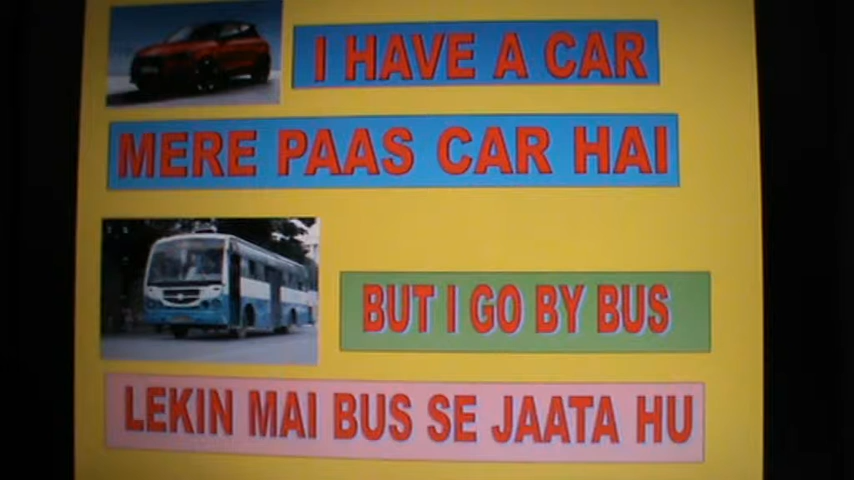 I HAVE A CAR
MERE PAAS CAR HAI
BUT I GO BY BUS
LEKIN MAI BUS SE JAATA HU